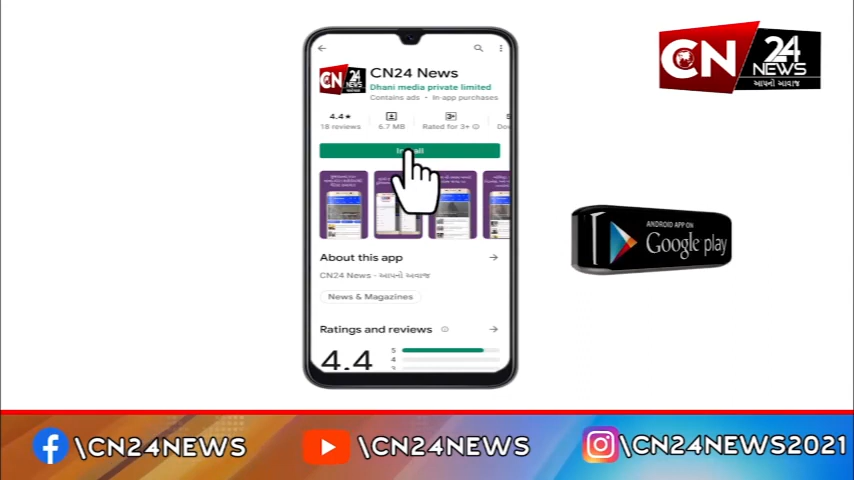 CN24 News
Dhani media private limited
Contains ads • In-app purchases
4.4★
18 reviews
6.7 MB
3+
Rated for 3+
About this app
CN24 News - આપનો અવાજ
News & Magazines
Ratings and reviews
4.4
5
4
3
CN 24 NEWS
આપનો અવાજ
ANDROID APP ON
Google play
\CN24NEWS
\CN24NEWS
\CN24NEWS2021